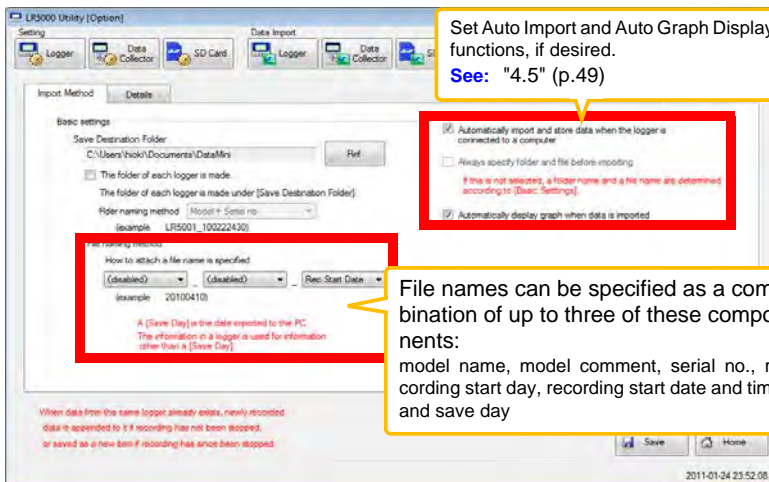 LR5000 Utility [Option]
Setting
Data Import
Logger
Data Collector
SD Card
Logger
Data Collector
Set Auto Import and Auto Graph Display
functions, if desired.
See: "4.5" (p.49)
Import Method
Details
Basic settings
Save Destination Folder
C:\Users\hioki\Documents\DataMini
Ref
The folder of each logger is made.
The folder of each logger is made under [Save Destination Folder].
Flder naming method
Model + Serial no
(example LR5001_100222430)
Automatically import and store data when the logger is
connected to a computer
Always specify folder and file before importing
If this is not selected, a folder name and a file name are determined
according to [Basic Settings].
Automatically display graph when data is imported
File naming method
How to attach a file name is specified
(disabled) _ (disabled) _ Rec. Start Date
(example 20100410)
A [Save Day] is the date imported to the PC.
The information in a logger is used for information
other than a [Save Day].
File names can be specified as a com-
bination of up to three of these compo-
nents:
model name, model comment, serial no., r
cording start day, recording start date and tim
and save day
When data from the same logger already exists, newly recorded
data is appended to it if recording has not been stopped,
or saved as a new item if recording has since been stopped.
Save
Home
2011-01-24 23:52:08